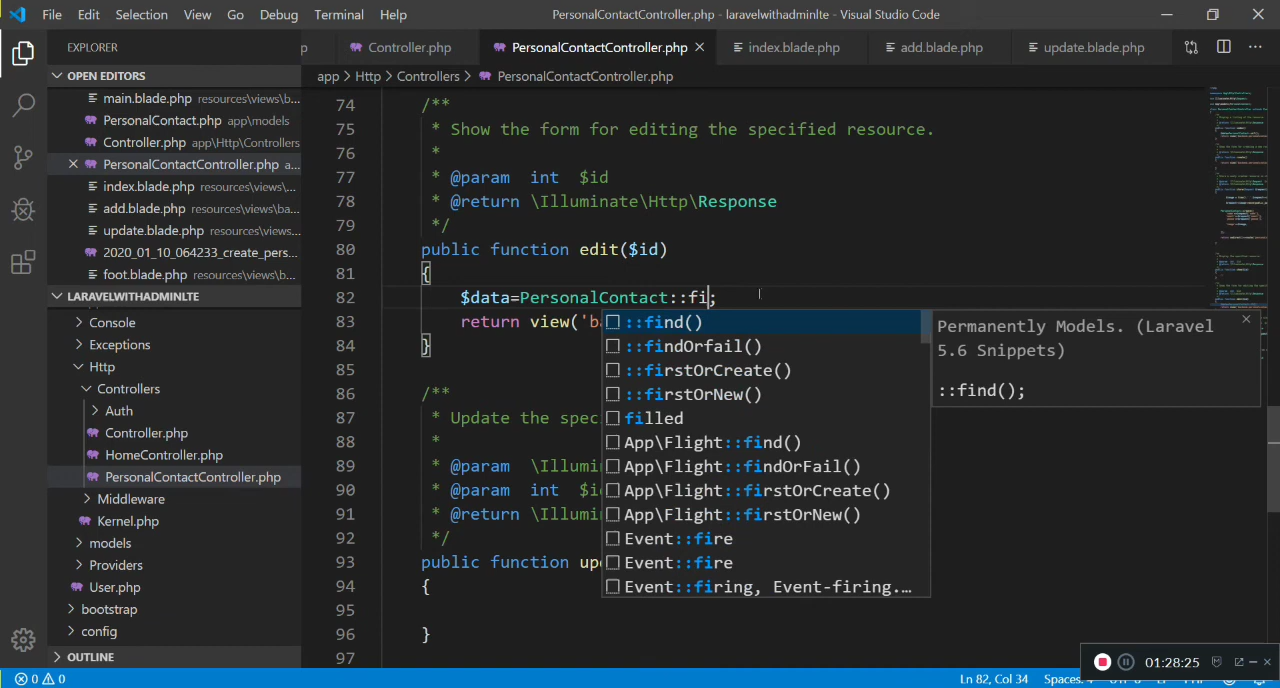 File Edit Selection View Go Debug Terminal Help PersonalContactController.php - laravelwithadminlte - Visual Studio Code
EXPLORER
p Controller.php PersonalContactController.php index.blade.php add.blade.php update.blade.php
app > Http > Controllers > PersonalContactController.php
OPEN EDITORS
main.blade.php resources\views\b...
PersonalContact.php app\models
Controller.php app\Http\Controllers
PersonalContactController.php a...
index.blade.php resources\views\...
add.blade.php resources\views\ba...
update.blade.php resources\views...
2020_01_10_064233_create_pers...
foot.blade.php resources\views\b...
LARAVELWITHADMINLTE
Console
Exceptions
Http
Controllers
Auth
Controller.php
HomeController.php
PersonalContactController.php
Middleware
Kernel.php
models
Providers
User.php
bootstrap
config
OUTLINE
74 /**
75 * Show the form for editing the specified resource.
76 *
77 * @param int $id
78 * @return \Illuminate\Http\Response
79 */
80 public function edit($id)
81 {
82 $data=PersonalContact::fi;
83 return view('ba
84 }
85
86 /**
87 * Update the spec
88 *
89 * @param \Illumi
90 * @param int $i
91 * @return \Illumi
92 */
93 public function up
94 {
95
96 }
97
::find()
::findOrfail()
::firstOrCreate()
::firstOrNew()
filled
App\Flight::find()
App\Flight::findOrFail()
App\Flight::firstOrCreate()
App\Flight::firstOrNew()
Event::fire
Event::fire
Event::firing, Event-firing....
Permanently Models. (Laravel
5.6 Snippets)
::find();
01:28:25
0 0 Ln 82, Col 34 Spaces: 4